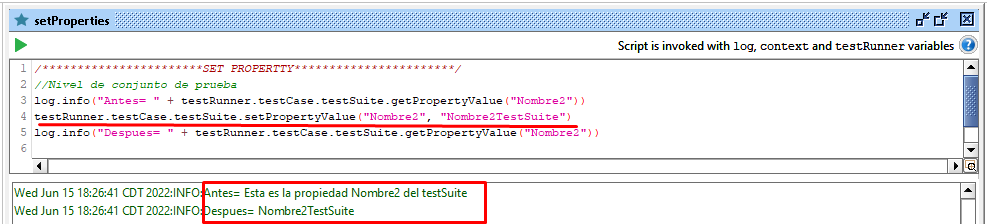 setProperties
Script is invoked with log, context and testRunner variables
1 /***********************SET PROPERTTY***********************/
2 //Nivel de conjunto de prueba
3 log.info("Antes= " + testRunner.testCase.testSuite.getPropertyValue("Nombre2"))
4 testRunner.testCase.testSuite.setPropertyValue("Nombre2", "Nombre2TestSuite")
5 log.info("Despues= " + testRunner.testCase.testSuite.getPropertyValue("Nombre2"))
6
Wed Jun 15 18:26:41 CDT 2022:INFO:Antes= Esta es la propiedad Nombre2 del testSuite
Wed Jun 15 18:26:41 CDT 2022:INFO:Despues= Nombre2TestSuite